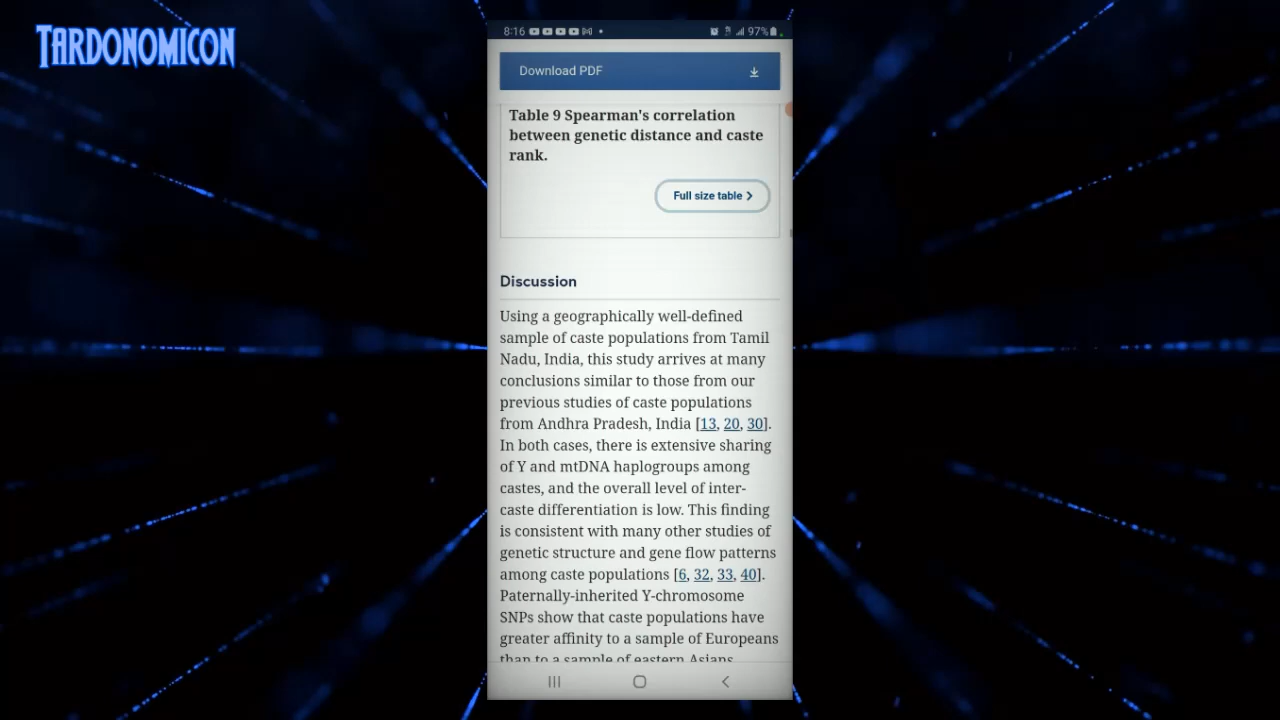 TARDONOMICON
8:16
97%
Download PDF
Table 9 Spearman's correlation
between genetic distance and caste
rank.
Full size table
Discussion
Using a geographically well-defined
sample of caste populations from Tamil
Nadu, India, this study arrives at many
conclusions similar to those from our
previous studies of caste populations
from Andhra Pradesh, India [13, 20, 30].
In both cases, there is extensive sharing
of Y and mtDNA haplogroups among
castes, and the overall level of inter-
caste differentiation is low. This finding
is consistent with many other studies of
genetic structure and gene flow patterns
among caste populations [6, 32, 33, 40].
Paternally-inherited Y-chromosome
SNPs show that caste populations have
greater affinity to a sample of Europeans
than to a sample of eastern Asians